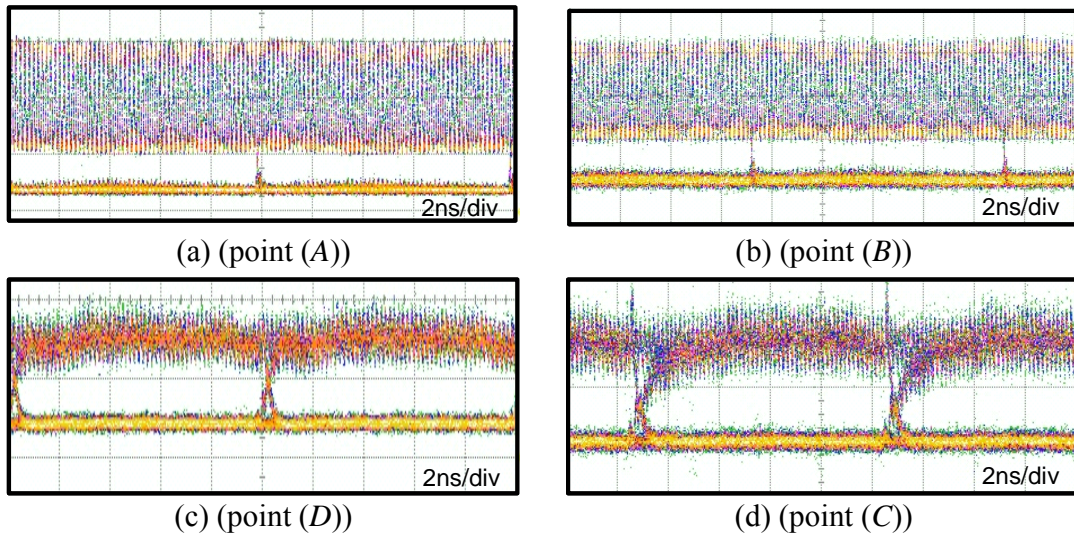 2ns/div
2ns/div
(a) (point (A))
(b) (point (B))
2ns/div
2ns/div
(c) (point (D))
(d) (point (C))